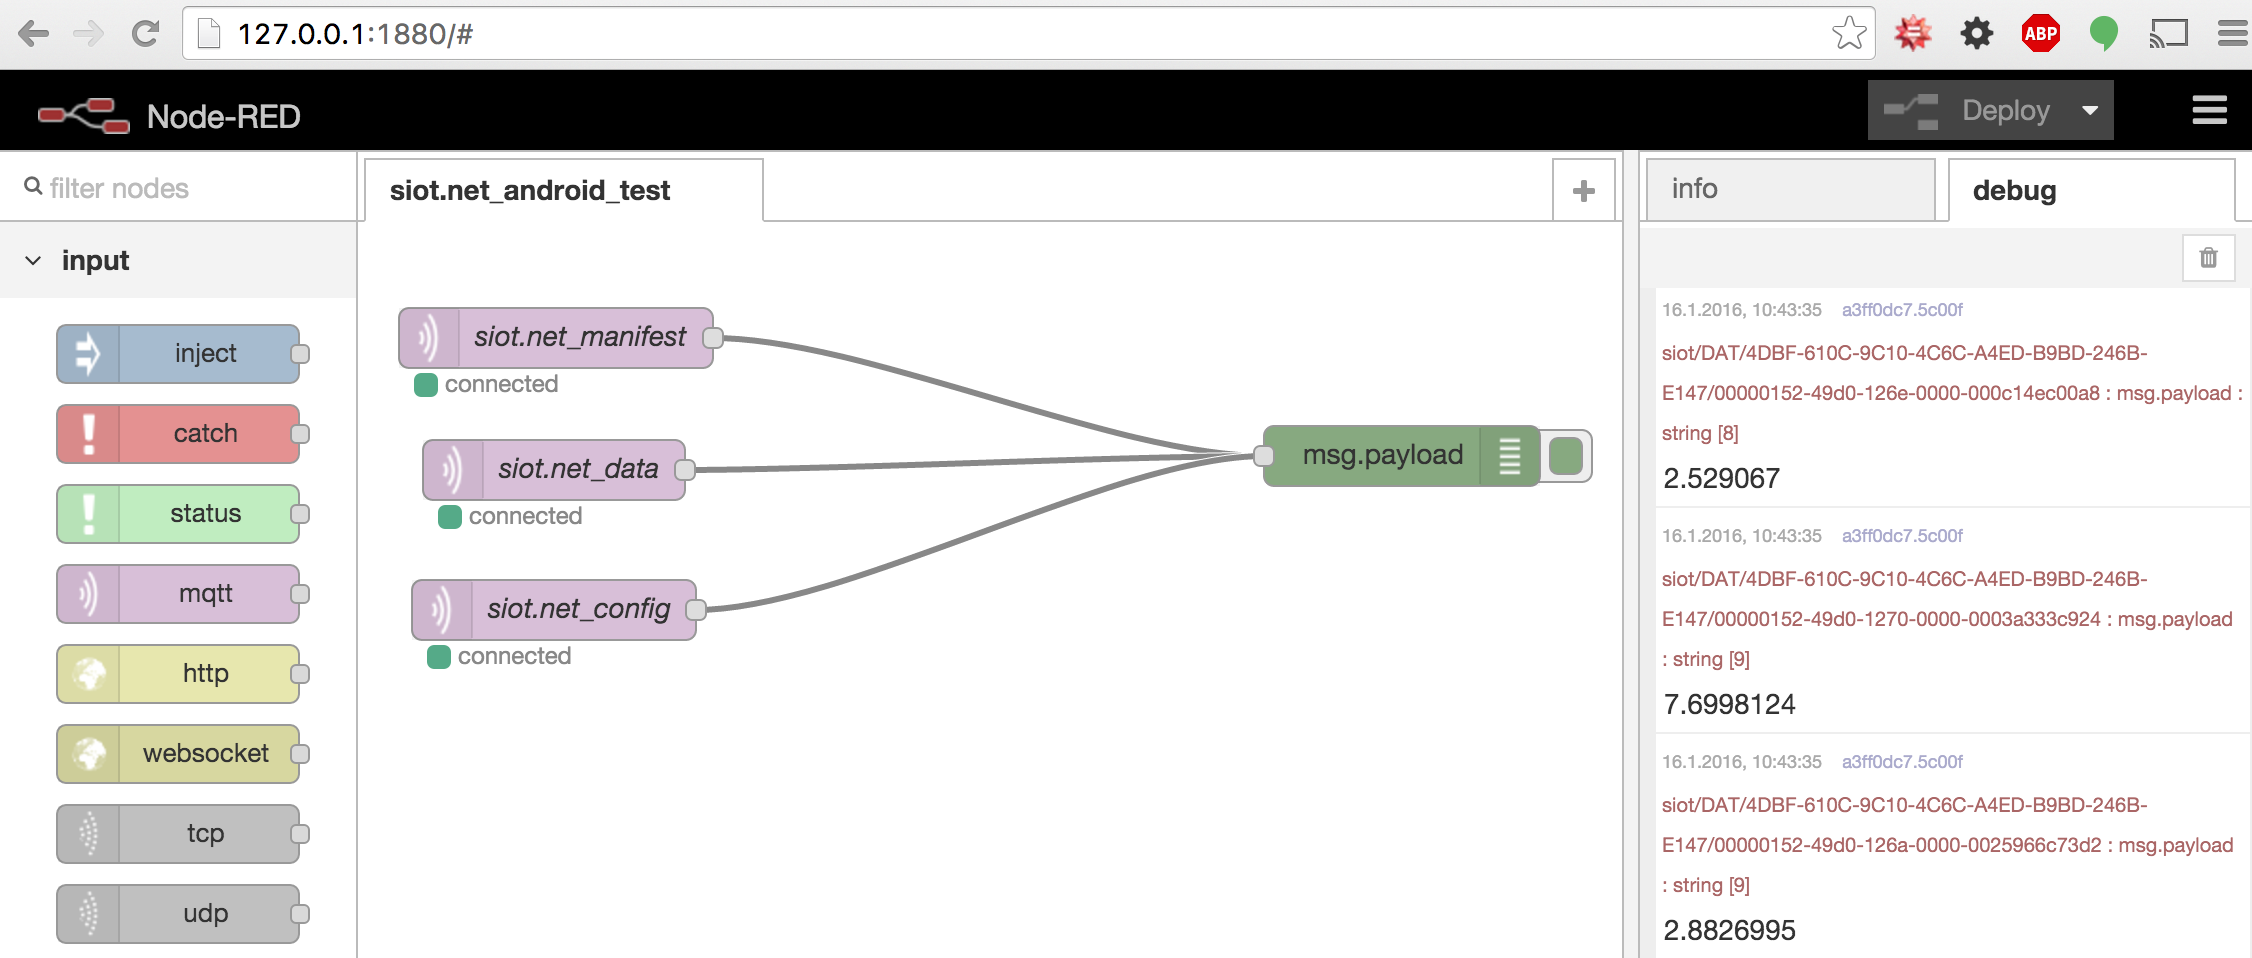 127.0.0.1:1880/#
ABP
Node-RED
Deploy
filter nodes
siot.net_android_test
info
debug
input
inject
catch
status
mqtt
http
websocket
tcp
udp
siot.net_manifest
connected
siot.net_data
connected
siot.net_config
connected
msg.payload
16.1.2016, 10:43:35 a3ff0dc7.5c00f
siot/DAT/4DBF-610C-9C10-4C6C-A4ED-B9BD-246B-
E147/00000152-49d0-126e-0000-000c14ec00a8 : msg.payload :
string [8]
2.529067
16.1.2016, 10:43:35 a3ff0dc7.5c00f
siot/DAT/4DBF-610C-9C10-4C6C-A4ED-B9BD-246B-
E147/00000152-49d0-1270-0000-0003a333c924 : msg.payload
: string [9]
7.6998124
16.1.2016, 10:43:35 a3ff0dc7.5c00f
siot/DAT/4DBF-610C-9C10-4C6C-A4ED-B9BD-246B-
E147/00000152-49d0-126a-0000-0025966c73d2 : msg.payload
: string [9]
2.8826995